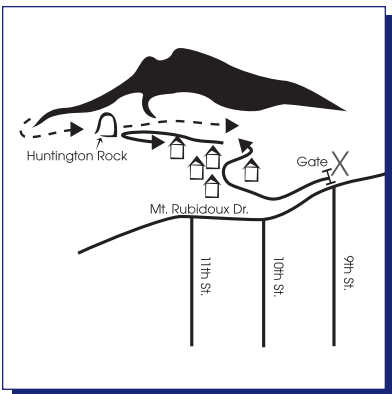 Huntington Rock
Gate
Mt. Rubidoux Dr.
11th St.
10th St.
9th St.